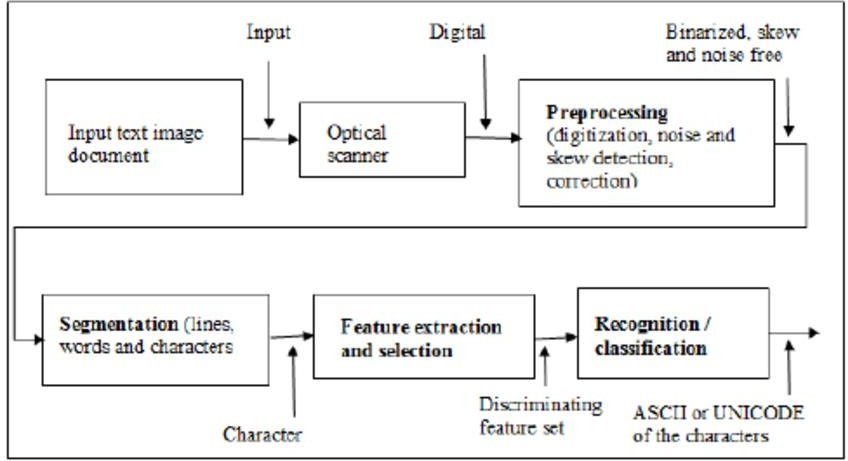 Input
Digital
Binarized, skew
and noise free
Input text image
document
Optical
scanner
Preprocessing
(digitization, noise and
skew detection,
correction)
Segmentation (lines,
words and characters
Feature extraction
and selection
Recognition /
classification
Character
Discriminating
feature set
ASCII or UNICODE
of the characters